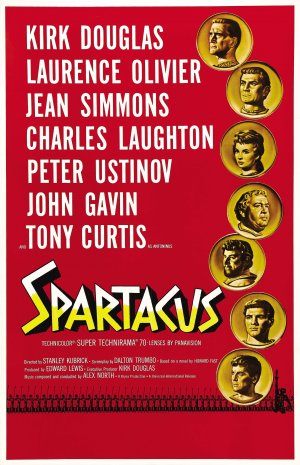 KIRK DOUGLAS
LAURENCE OLIVIER
JEAN SIMMONS
CHARLES LAUGHTON
PETER USTINOV
JOHN GAVIN
AND TONY CURTIS AS ANTONINUS
SPARTACUS
TECHNICOLOR® SUPER TECHNIRAMA 70 · LENSES BY PANAVISION
Directed by STANLEY KUBRICK · Screenplay by DALTON TRUMBO · Based on a novel by HOWARD FAST
Produced by EDWARD LEWIS · Executive Producer KIRK DOUGLAS
Music composed and conducted by ALEX NORTH · A Bryna Production · A Universal-International Release